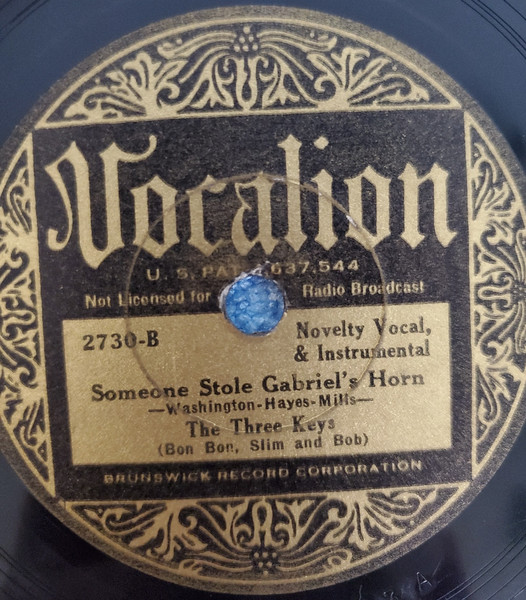 Vocalion
U. S. PAT. 637,544
Not Licensed for Radio Broadcast
2730-B
Novelty Vocal,
& Instrumental
Someone Stole Gabriel's Horn
—Washington-Hayes-Mills—
The Three Keys
(Bon Bon, Slim and Bob)
BRUNSWICK RECORD CORPORATION